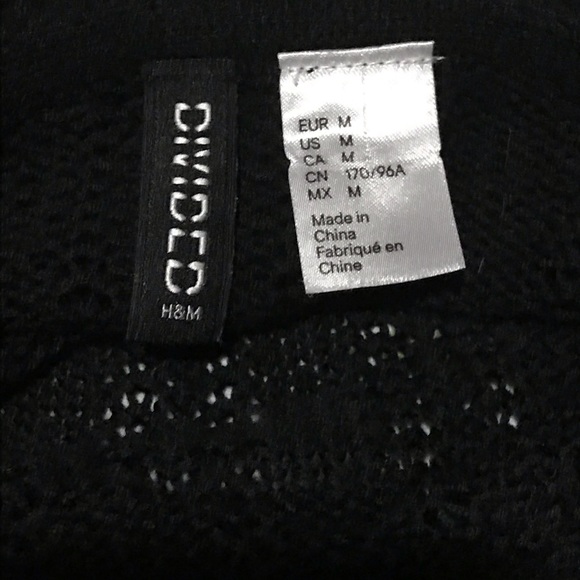 DIVIDED
H&M
EUR M
US M
CA M
CN 170/96A
MX M
Made in
China
Fabriqué en
Chine